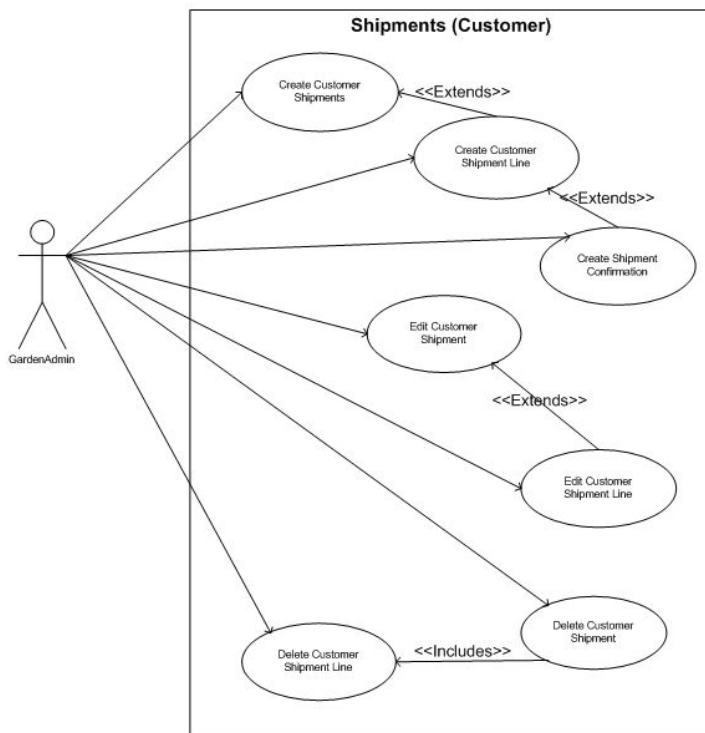 Shipments (Customer)
Create Customer
Shipments
<<Extends>>
Create Customer
Shipment Line
<<Extends>>
Create Shipment
Confirmation
GardenAdmin
Edit Customer
Shipment
<<Extends>>
Edit Customer
Shipment Line
Delete Customer
Shipment
<<Includes>>
Delete Customer
Shipment Line